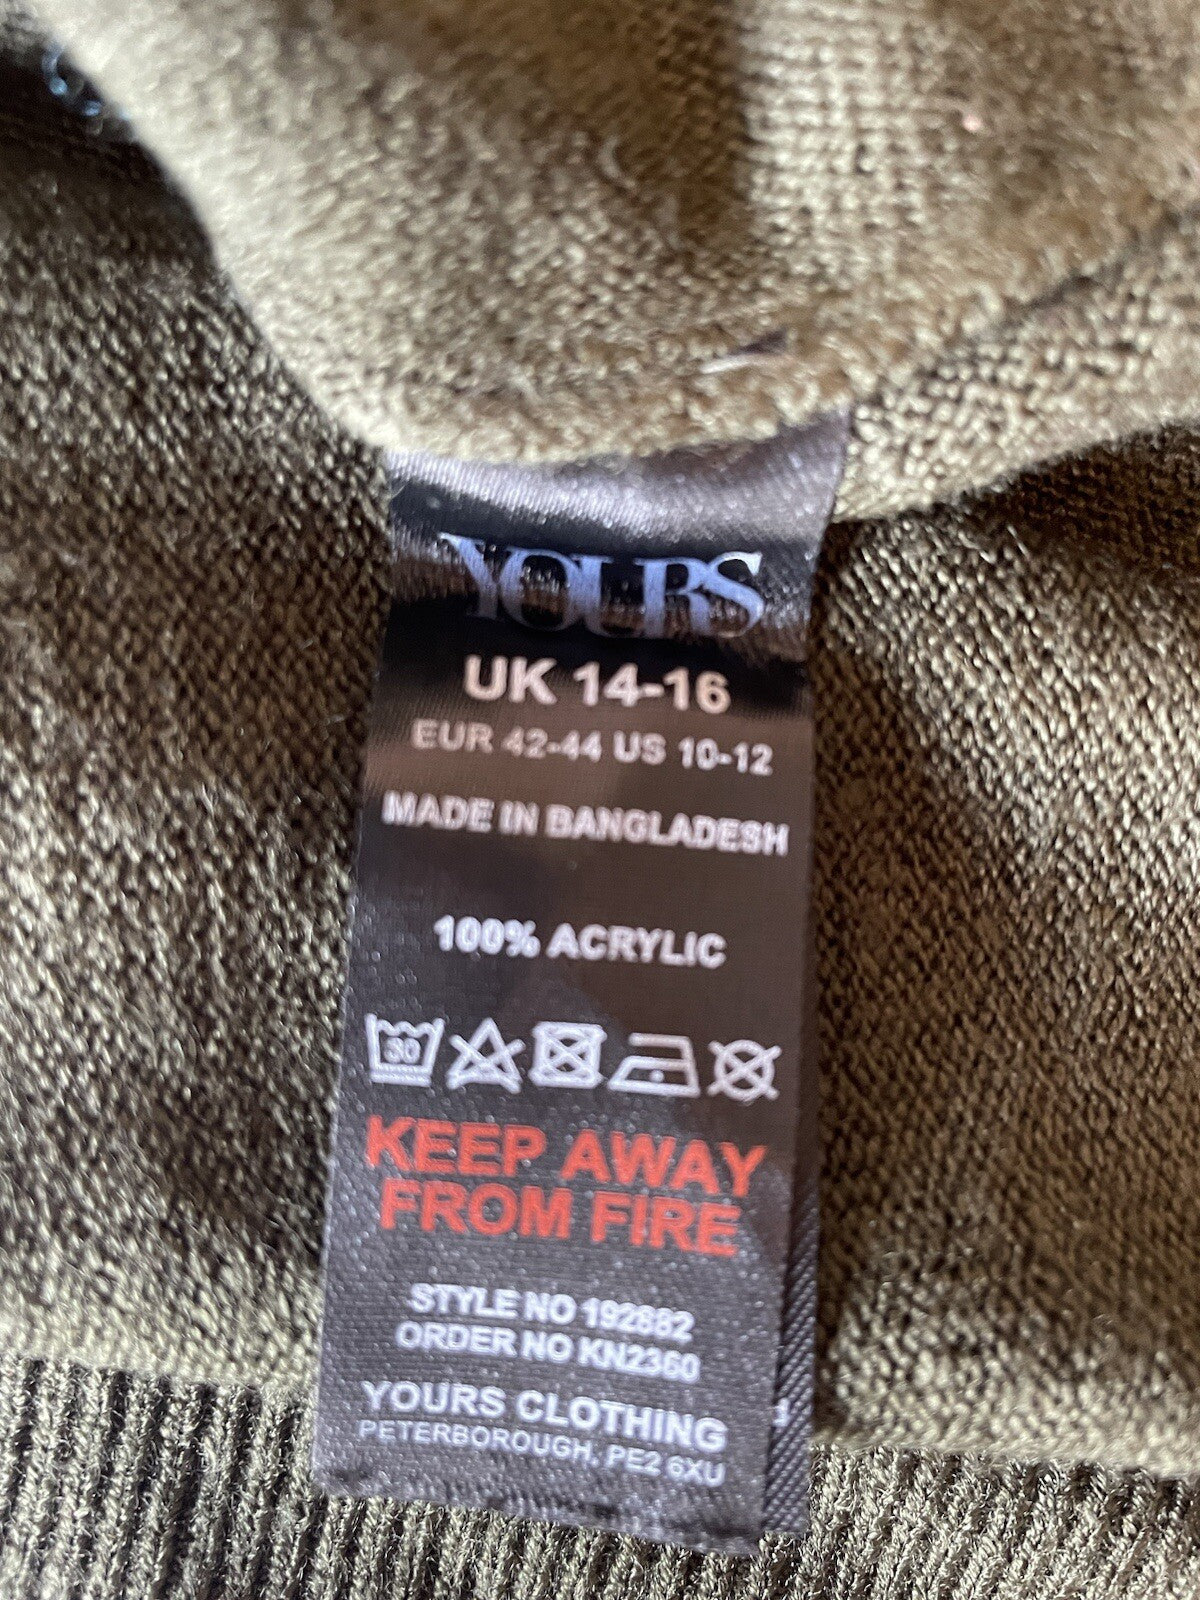 YOURS
UK 14-16
EUR 42-44 US 10-12
MADE IN BANGLADESH
100% ACRYLIC
30
KEEP AWAY
FROM FIRE
STYLE NO 192882
ORDER NO KN2360
YOURS CLOTHING
PETERBOROUGH, PE2 6XU